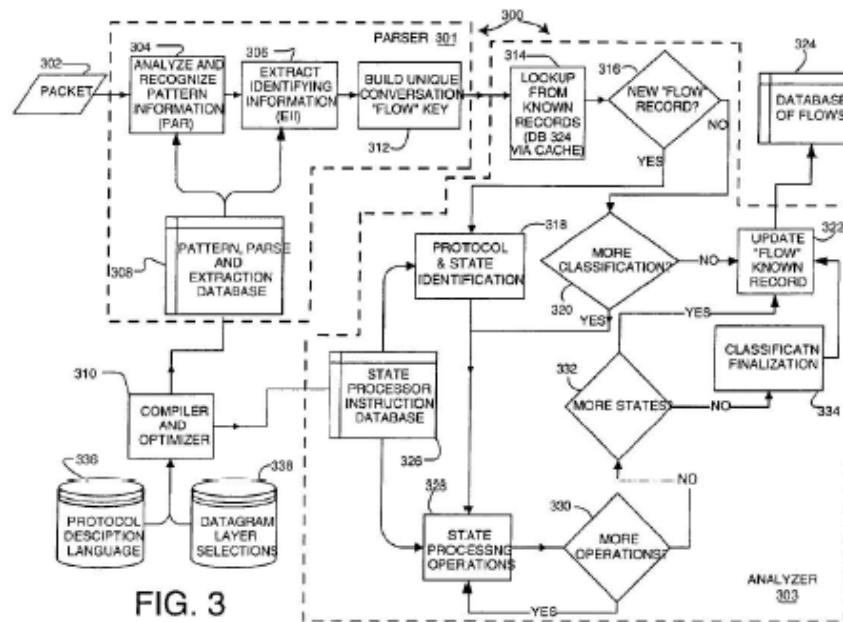 300
302
PACKET
304
ANALYZE AND
RECOGNIZE
PATTERN
INFORMATION
(PAR)
306
EXTRACT
IDENTIFYING
INFORMATION
(EII)
PARSER 301
BUILD UNIQUE
CONVERSATION
"FLOW" KEY
312
314
LOOKUP
FROM
KNOWN
RECORDS
(DB 324
VIA CACHE)
316
NEW "FLOW"
RECORD?
NO
YES
324
DATABASE
OF FLOWS
308
PATTERN, PARSE
AND
EXTRACTION
DATABASE
318
PROTOCOL
& STATE
IDENTIFICATION
MORE
CLASSIFICATION?
320
NO
YES
322
UPDATE
"FLOW"
KNOWN
RECORD
YES
310
COMPILER
AND
OPTIMIZER
STATE
PROCESSOR
INSTRUCTION
DATABASE
326
332
MORE STATES?
NO
CLASSIFICATN
FINALIZATION
334
336
PROTOCOL
DESCIPTION
LANGUAGE
338
DATAGRAM
LAYER
SELECTIONS
328
STATE
PROCESSNG
OPERATIONS
330
MORE
OPERATIONS?
NO
YES
ANALYZER
303
FIG. 3